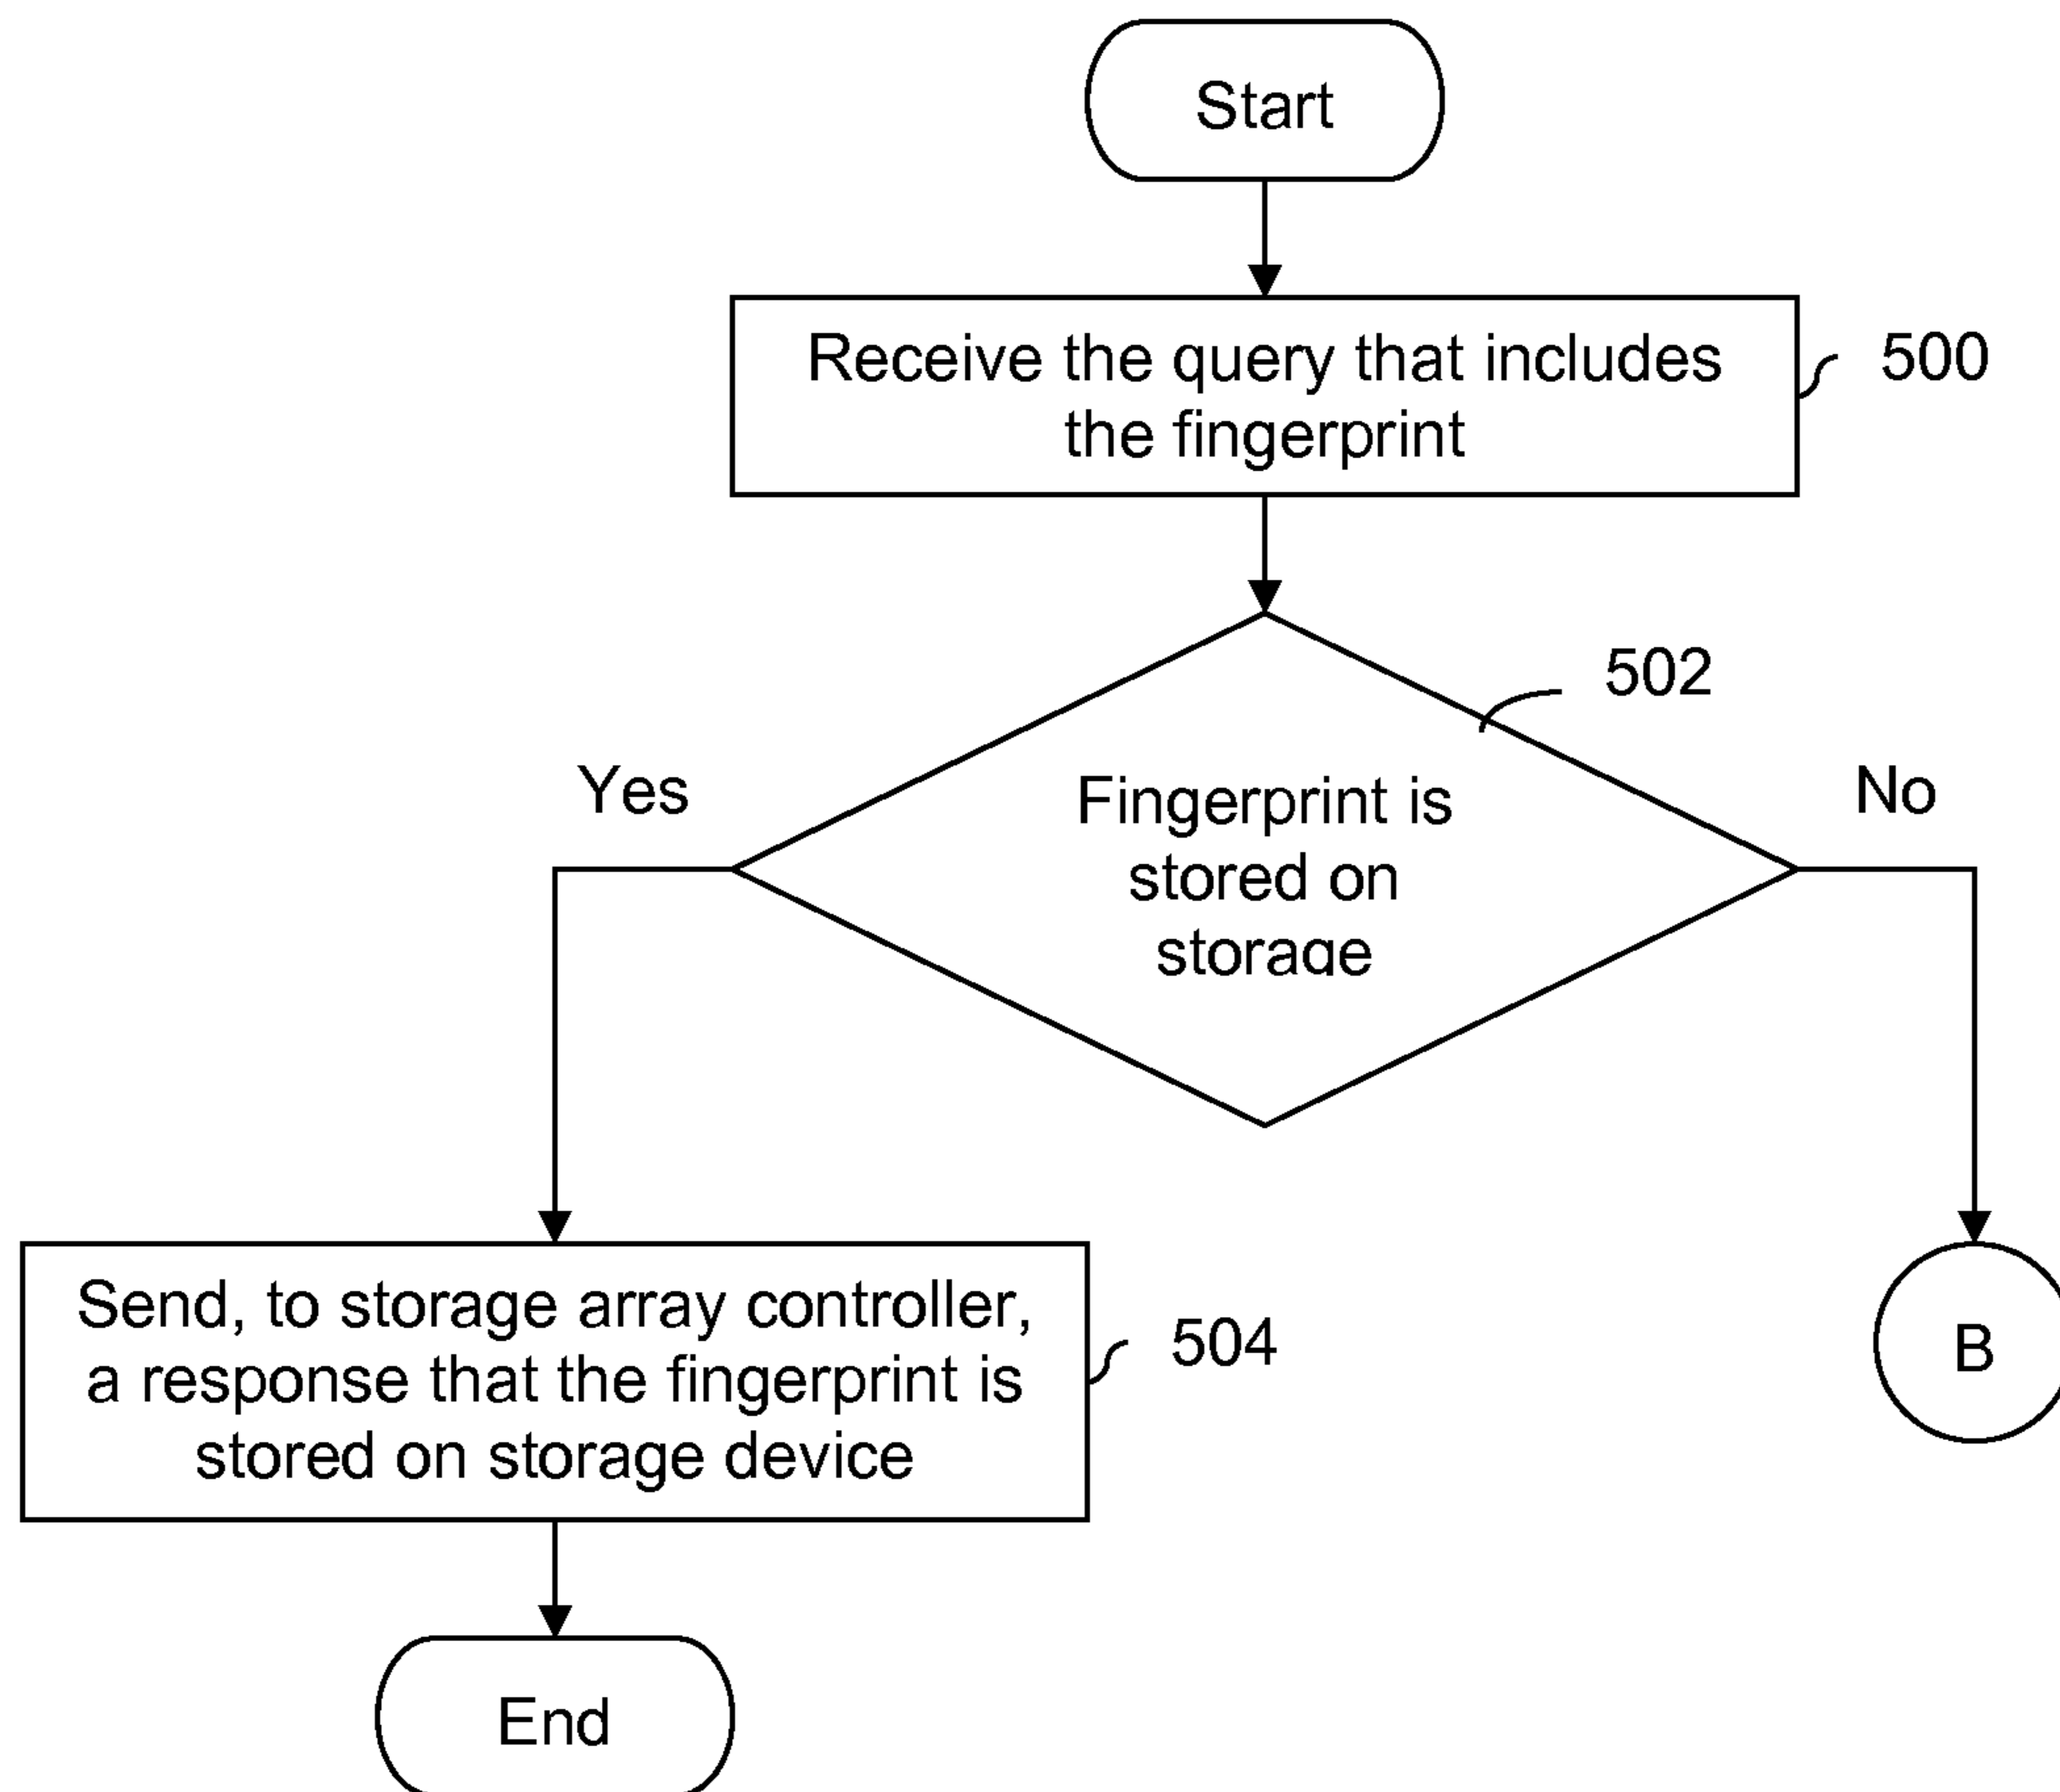 Start
Receive the query that includes
the fingerprint
500
502
Yes
No
Fingerprint is
stored on
storage
Send, to storage array controller,
a response that the fingerprint is
stored on storage device
504
B
End